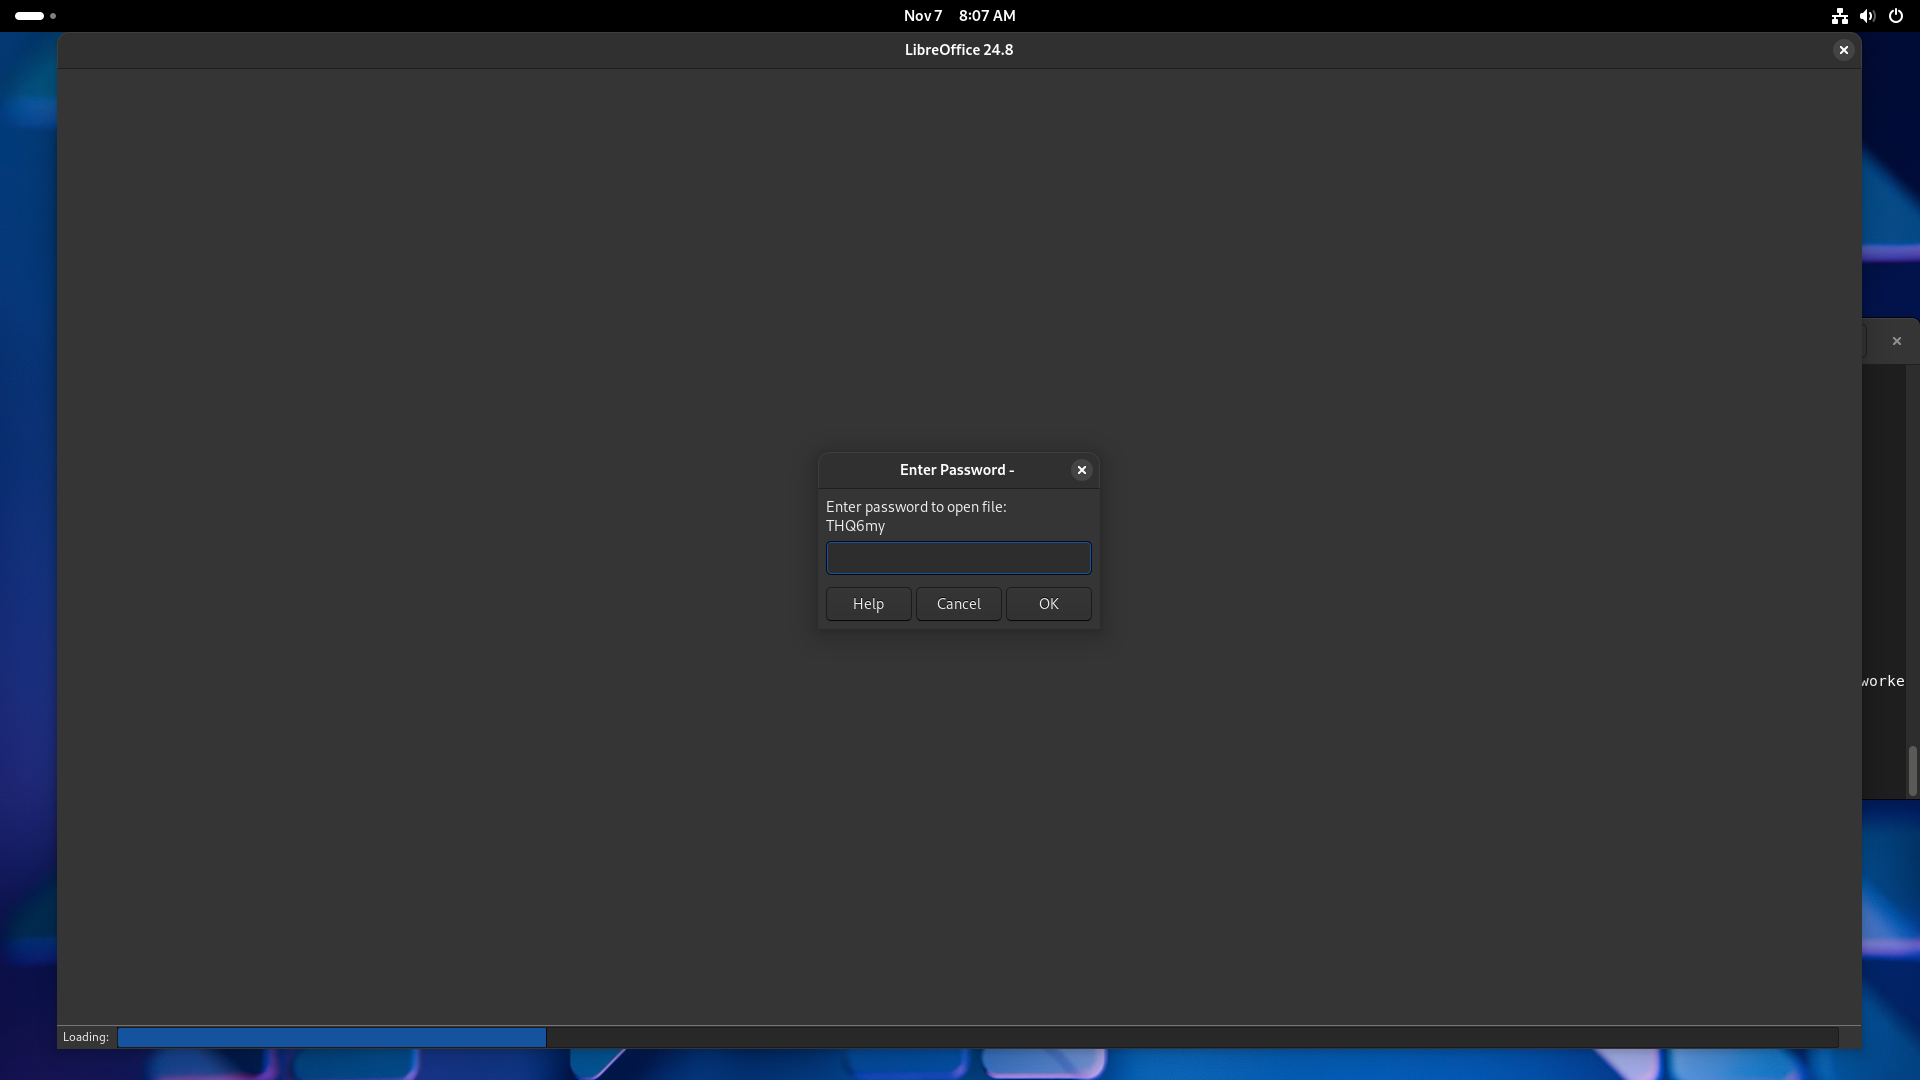 Nov 7 8:07 AM
LibreOffice 24.8
Enter Password -
Enter password to open file:
THQ6my
Help Cancel OK
worke
Loading: